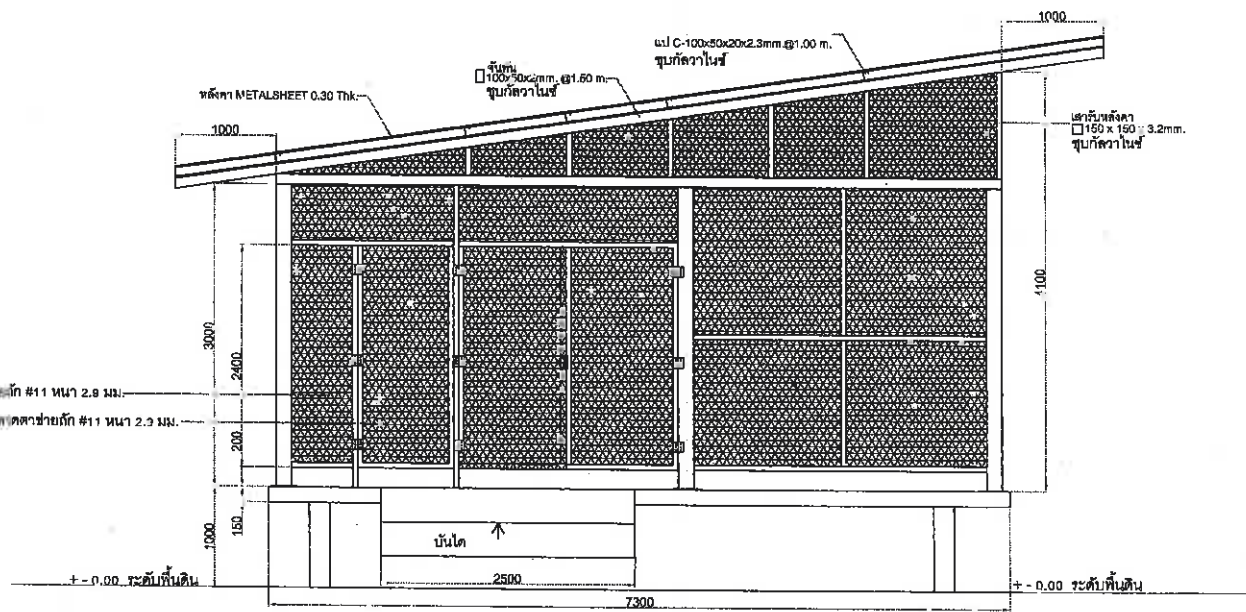 1000
แป C-100x50x20x2.3mm.@1.00 m.
ชุบกัลวาไนซ์
จันทัน
100x50x2mm. @1.50 m.
ชุบกัลวาไนซ์
หลังคา METALSHEET 0.30 Thk.
1000
เสารับหลังคา
150 x 150 x 3.2mm.
ชุบกัลวาไนซ์
4100
3000
2400
#11 หนา 2.9 มม.
ตาข่ายถัก #11 หนา 2.9 มม.
200
150
1000
บันได
+ - 0.00 ระดับพื้นดิน
2500
+ - 0.00 ระดับพื้นดิน
7300